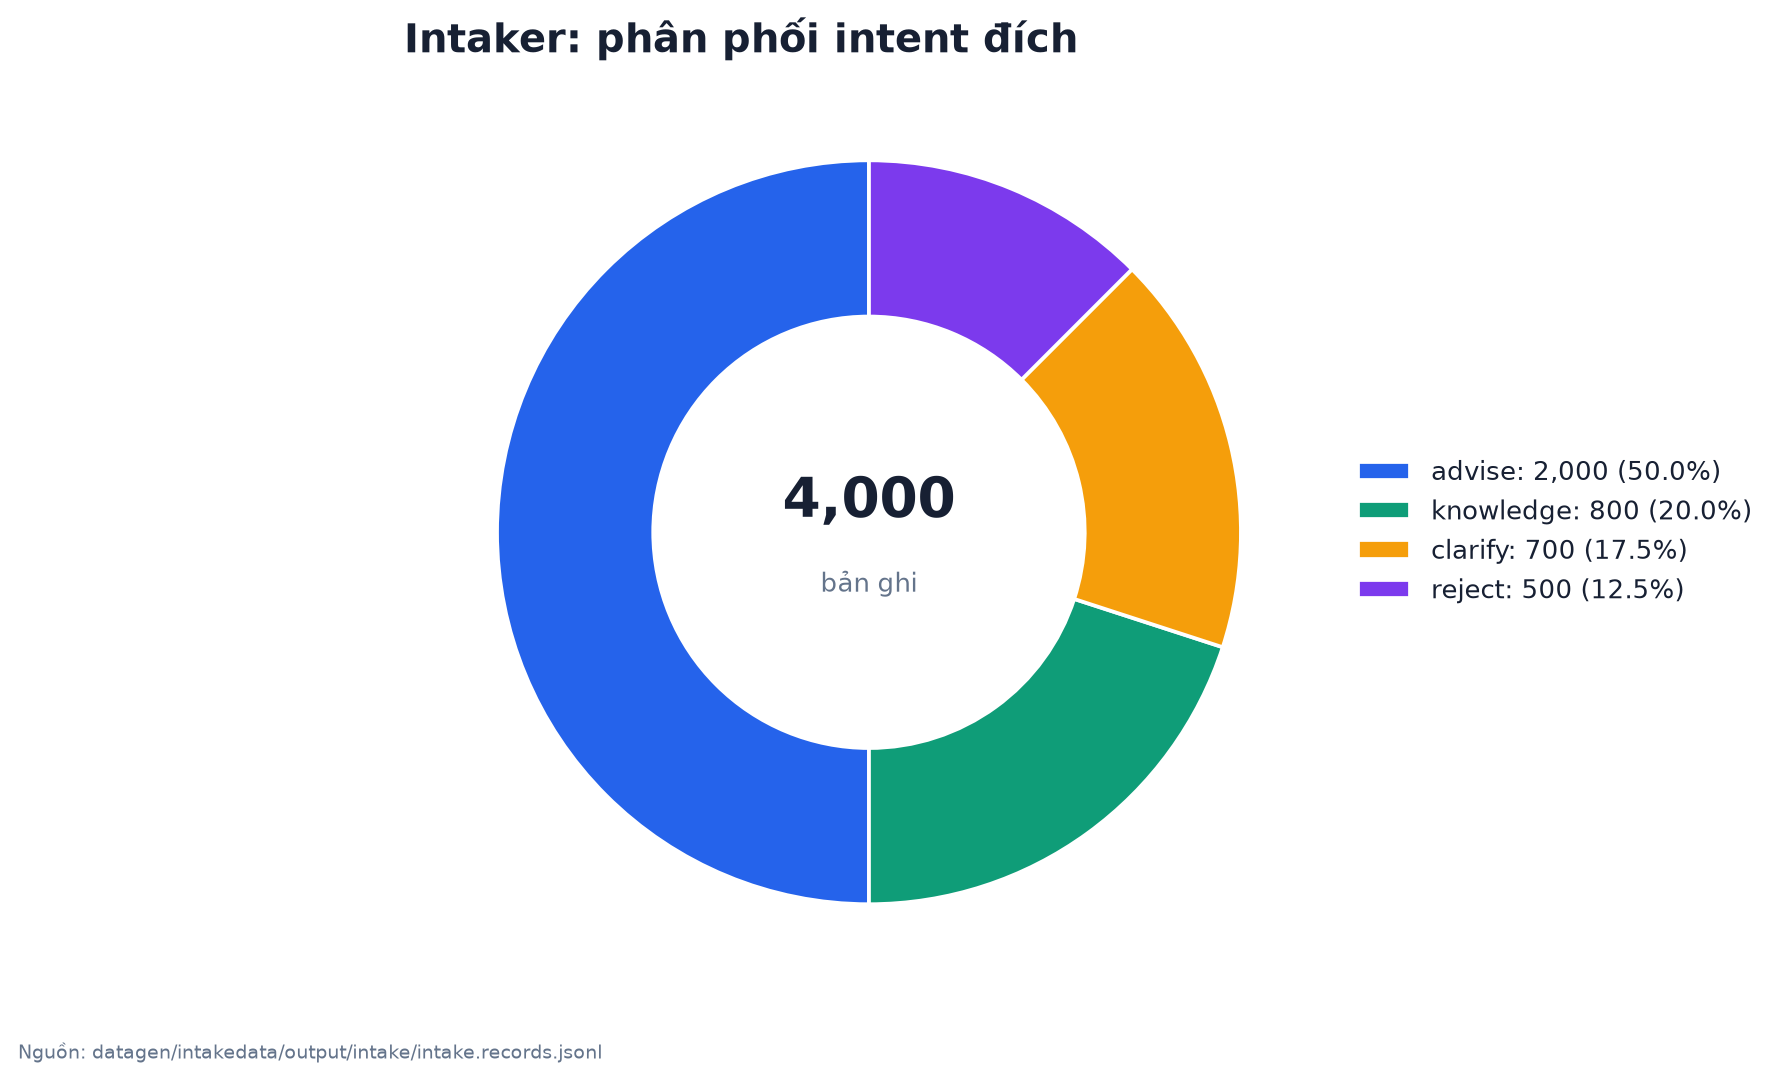 Intaker: phân phối intent đích
4,000
bản ghi
advise: 2,000 (50.0%)
knowledge: 800 (20.0%)
clarify: 700 (17.5%)
reject: 500 (12.5%)
Nguồn: datagen/intakedata/output/intake/intake.records.jsonl